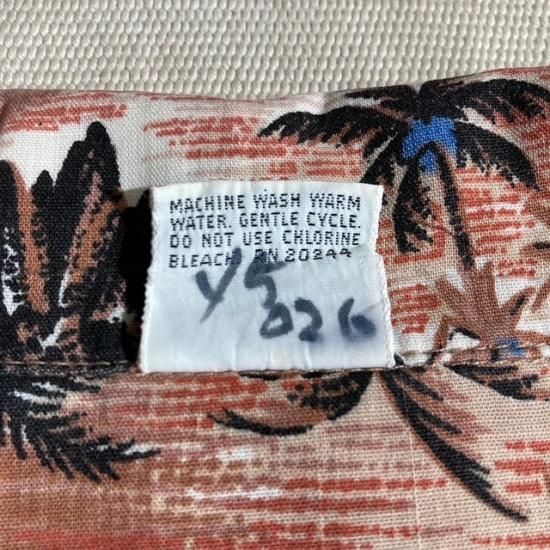 MACHINE WASH WARM
WATER. GENTLE CYCLE.
DO NOT USE CHLORINE
BLEACH. RN 20244
Y5
026